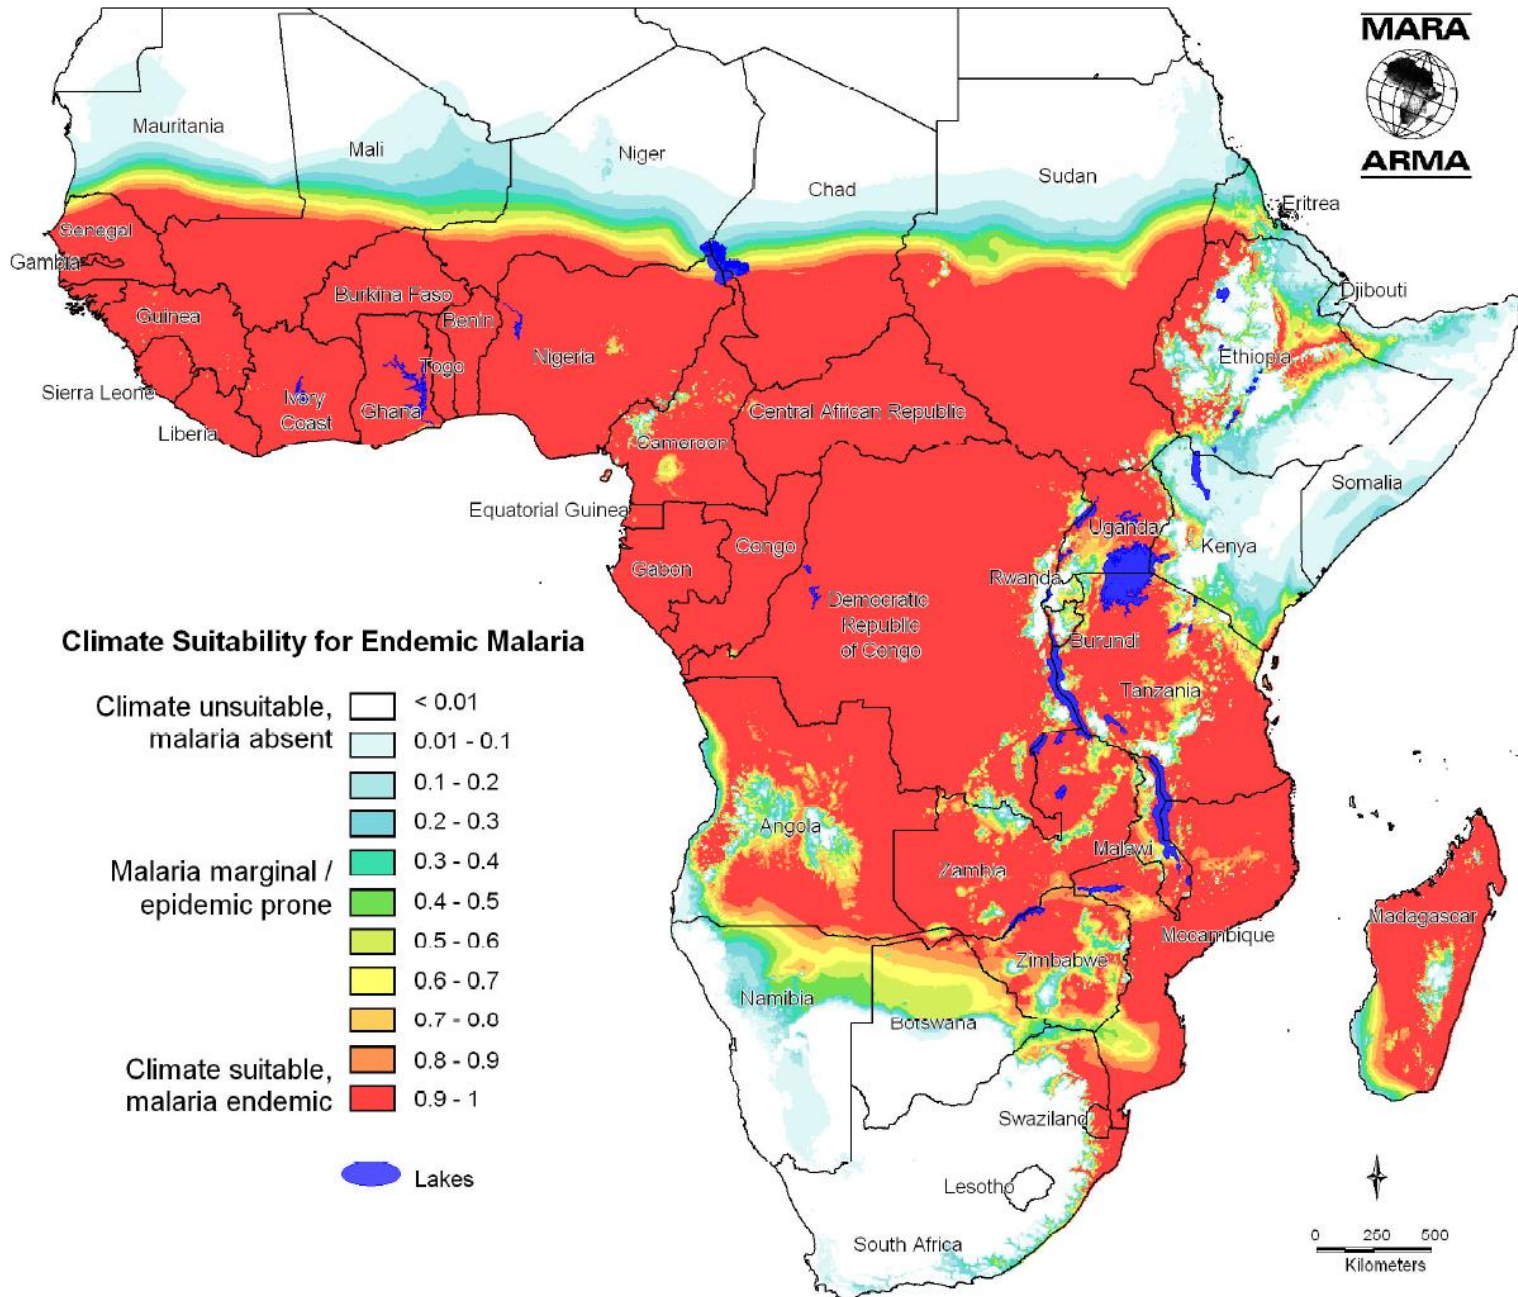 MARA
ARMA
Mauritania
Mali
Niger
Chad
Sudan
Eritrea
Senegal
Gambia
Burkina Faso
Djibouti
Guinea
Benin
Nigeria
Togo
Ethiopia
Sierra Leone
Ivory
Coast
Ghana
Central African Republic
Liberia
Cameroon
Somalia
Equatorial Guinea
Uganda
Congo
Kenya
Gabon
Rwanda
Democratic
Republic
of Congo
Burundi
Tanzania
Climate Suitability for Endemic Malaria
Climate unsuitable,
malaria absent
< 0.01
0.01 - 0.1
0.1 - 0.2
0.2 - 0.3
Malaria marginal /
epidemic prone
0.3 - 0.4
0.4 - 0.5
0.5 - 0.6
0.6 - 0.7
0.7 - 0.8
Climate suitable,
malaria endemic
0.8 - 0.9
0.9 - 1
Lakes
Angola
Malawi
Zambia
Madagascar
Mocambique
Zimbabwe
Namibia
Botswana
Swaziland
Lesotho
South Africa
0 250 500
Kilometers